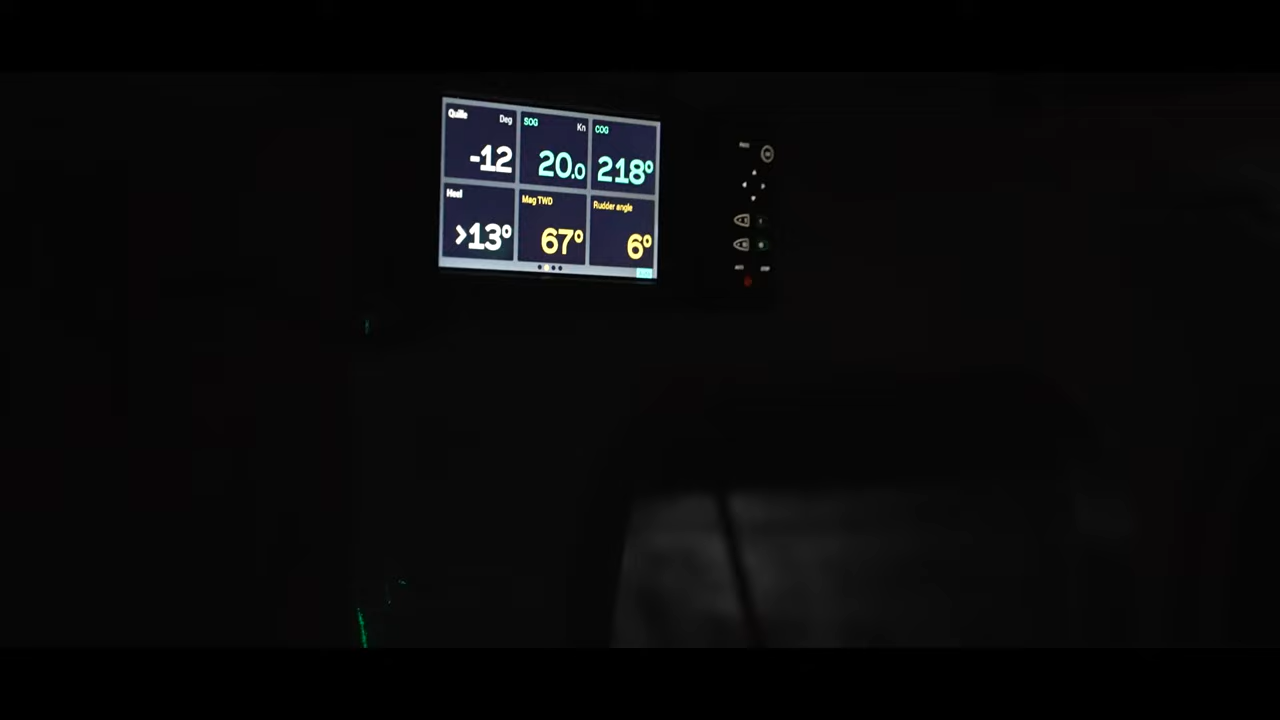 Quille Deg
-12
SOG Kn
20.0
COG
218°
Heel
>13°
Mag TWD
67°
Rudder angle
6°